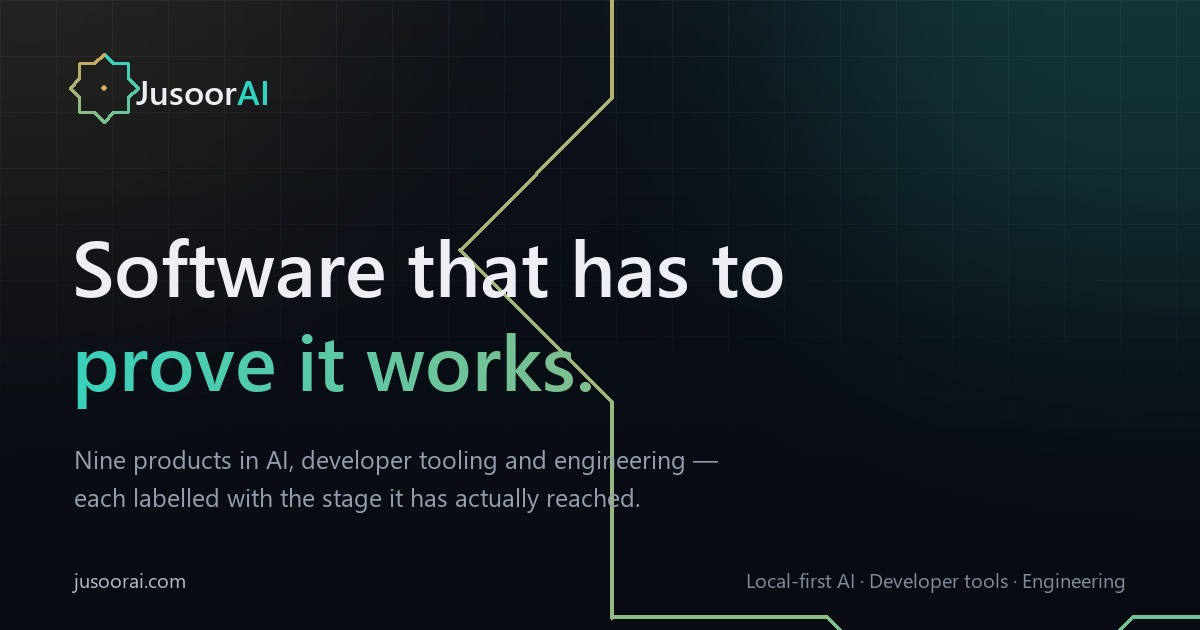 JusoorAI
Software that has to
prove it works.
Nine products in AI, developer tooling and engineering —
each labelled with the stage it has actually reached.
jusoorai.com
Local-first AI · Developer tools · Engineering